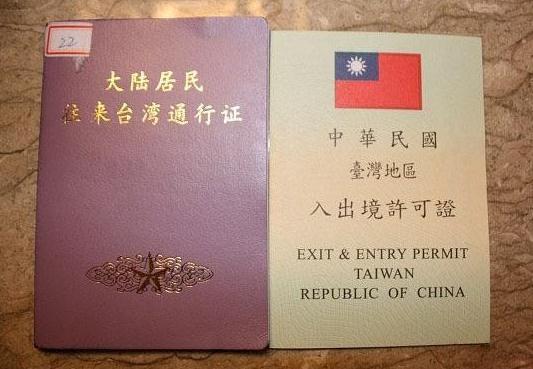 22
大陆居民
往来台湾通行证
中華民國
臺灣地區
入出境許可證
EXIT & ENTRY PERMIT
TAIWAN
REPUBLIC OF CHINA